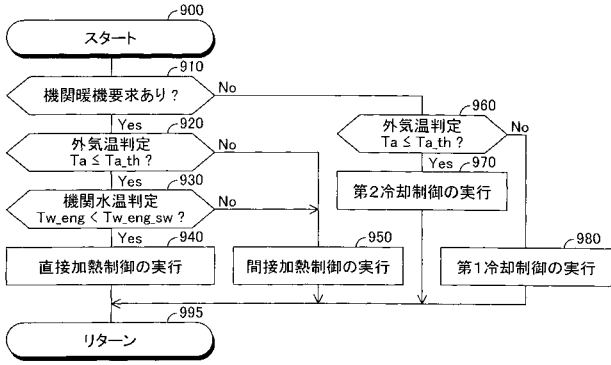 900
スタート
910
機関暖機要求あり?
No
Yes
920
外気温判定
Ta ≤ Ta_th?
No
Yes
930
機関水温判定
Tw_eng < Tw_eng_sw?
No
Yes
940
直接加熱制御の実行
950
間接加熱制御の実行
960
外気温判定
Ta ≤ Ta_th?
No
Yes
970
第2冷却制御の実行
980
第1冷却制御の実行
995
リターン